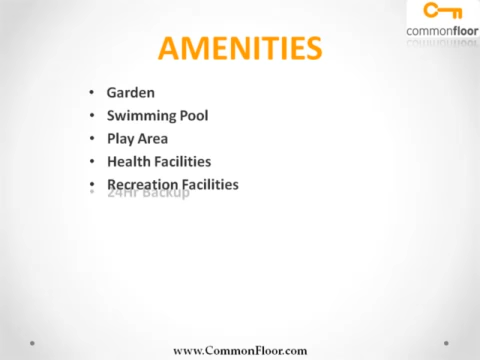 commonfloor
AMENITIES
• Garden
• Swimming Pool
• Play Area
• Health Facilities
• Recreation Facilities
• 24Hr Backup
www.CommonFloor.com